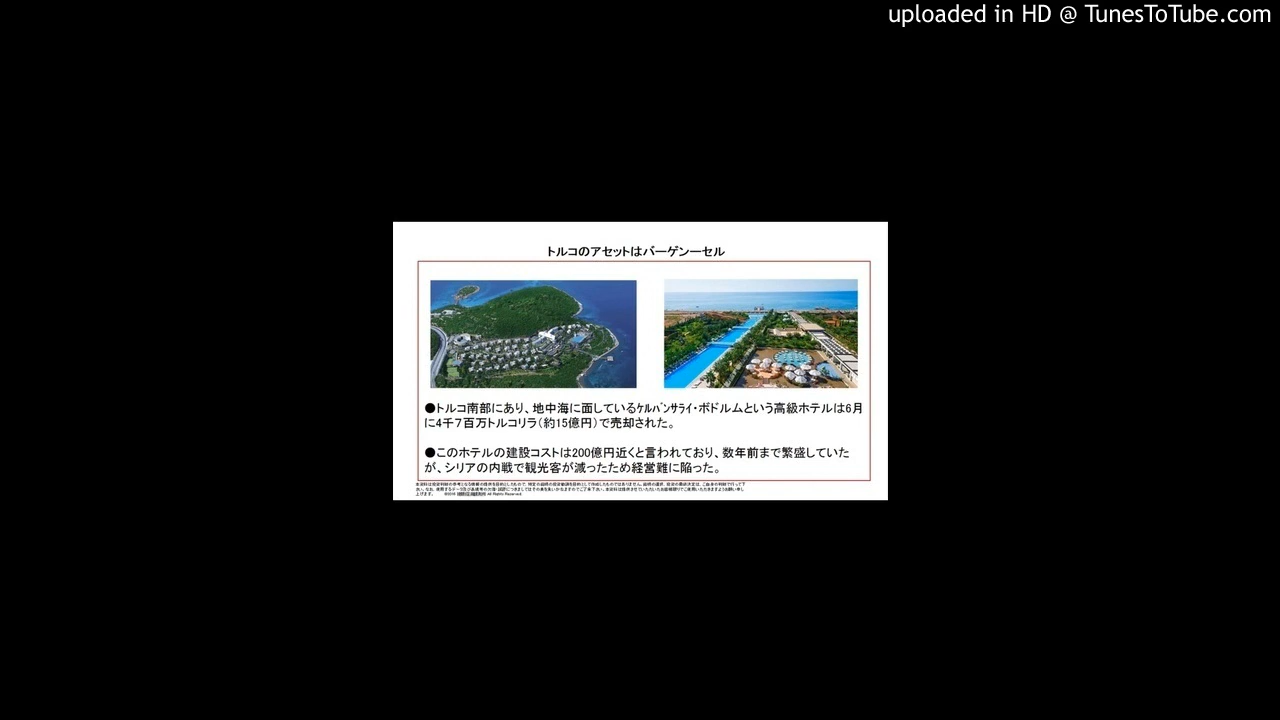 uploaded in HD @ TunesToTube.com
トルコのアセットはバーゲンーセル
●トルコ南部にあり、地中海に面しているｹﾙﾊﾞﾝｻﾗｲ・ボドルムという高級ホテルは6月
に4千７百万トルコリラ（約15億円）で売却された。
●このホテルの建設コストは200億円近くと言われており、数年前まで繁盛していた
が、シリアの内戦で観光客が減ったため経営難に陥った。